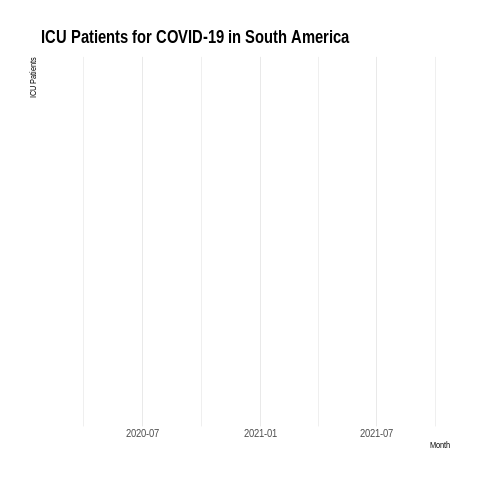 ICU Patients for COVID-19 in South America
ICU Patients
2020-07
2021-01
2021-07
Month